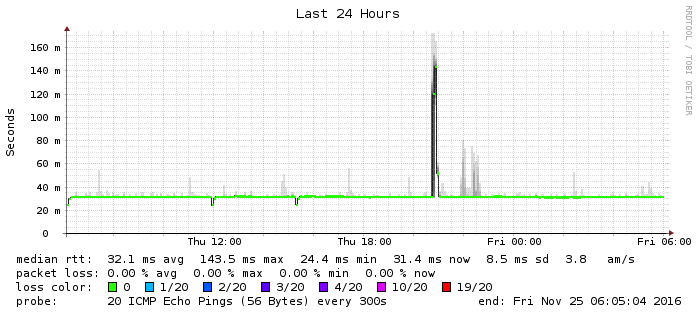 Last 24 Hours
RRDTOOL / TOBI OETIKER
Seconds
160 m
140 m
120 m
100 m
80 m
60 m
40 m
20 m
0
Thu 12:00 Thu 18:00 Fri 00:00 Fri 06:00
median rtt: 32.1 ms avg 143.5 ms max 24.4 ms min 31.4 ms now 8.5 ms sd 3.8 am/s
packet loss: 0.00 % avg 0.00 % max 0.00 % min 0.00 % now
loss color: 0 1/20 2/20 3/20 4/20 10/20 19/20
probe: 20 ICMP Echo Pings (56 Bytes) every 300s end: Fri Nov 25 06:05:04 2016